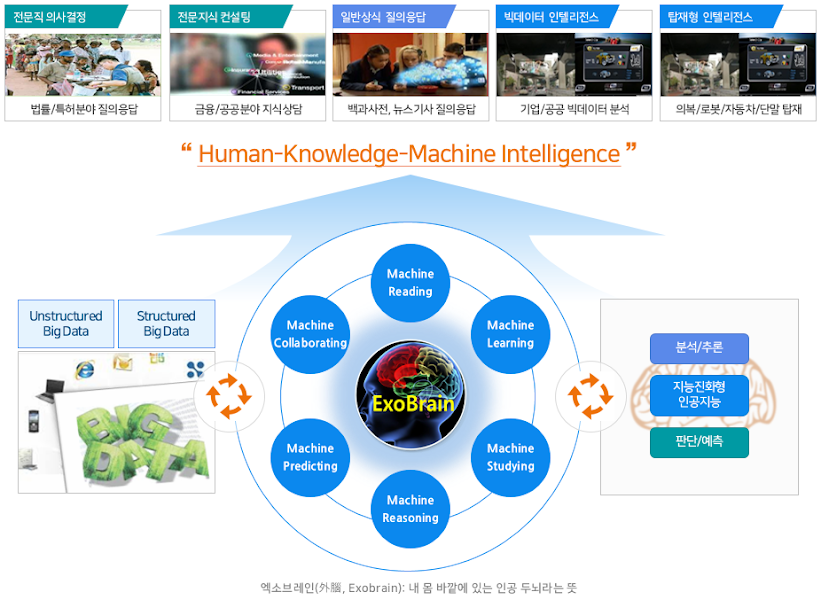 전문직 의사결정
전문지식 컨설팅
일반상식 질의응답
빅데이터 인텔리전스
탑재형 인텔리전스
Media & Entertainment
Utilities
Transport
Financial Services
법률/특허분야 질의응답
금융/공공분야 지식상담
백과사전, 뉴스기사 질의응답
기업/공공 빅데이터 분석
의복/로봇/자동차/단말 탑재
“ Human-Knowledge-Machine Intelligence ”
Unstructured
Big Data
Structured
Big Data
BIG
DATA
Machine
Reading
Machine
Learning
Machine
Studying
Machine
Reasoning
Machine
Predicting
Machine
Collaborating
ExoBrain
분석/추론
지능진화형
인공지능
판단/예측
엑소브레인(外腦, Exobrain): 내 몸 바깥에 있는 인공 두뇌라는 뜻